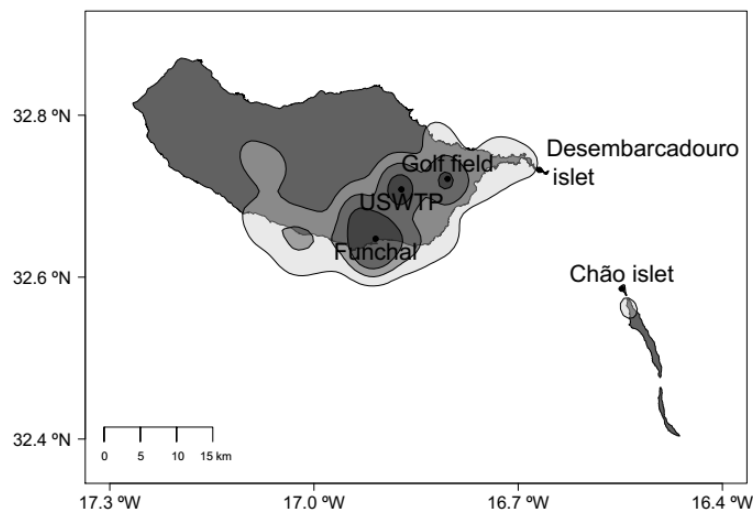 32.8 ºN
32.6 ºN
32.4 ºN
Desembarcadouro
islet
Golf field
USWTP
Funchal
Chão islet
0 5 10 15 km
17.3 ºW 17.0 ºW 16.7 ºW 16.4 ºW